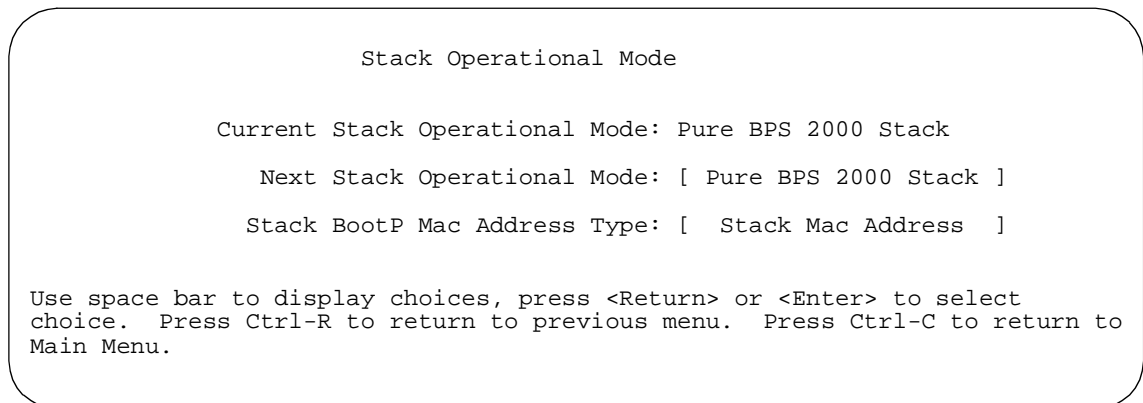 Stack Operational Mode
Current Stack Operational Mode: Pure BPS 2000 Stack
Next Stack Operational Mode: [ Pure BPS 2000 Stack ]
Stack BootP Mac Address Type: [  Stack Mac Address  ]
Use space bar to display choices, press <Return> or <Enter> to select
choice.  Press Ctrl-R to return to previous menu.  Press Ctrl-C to return to
Main Menu.